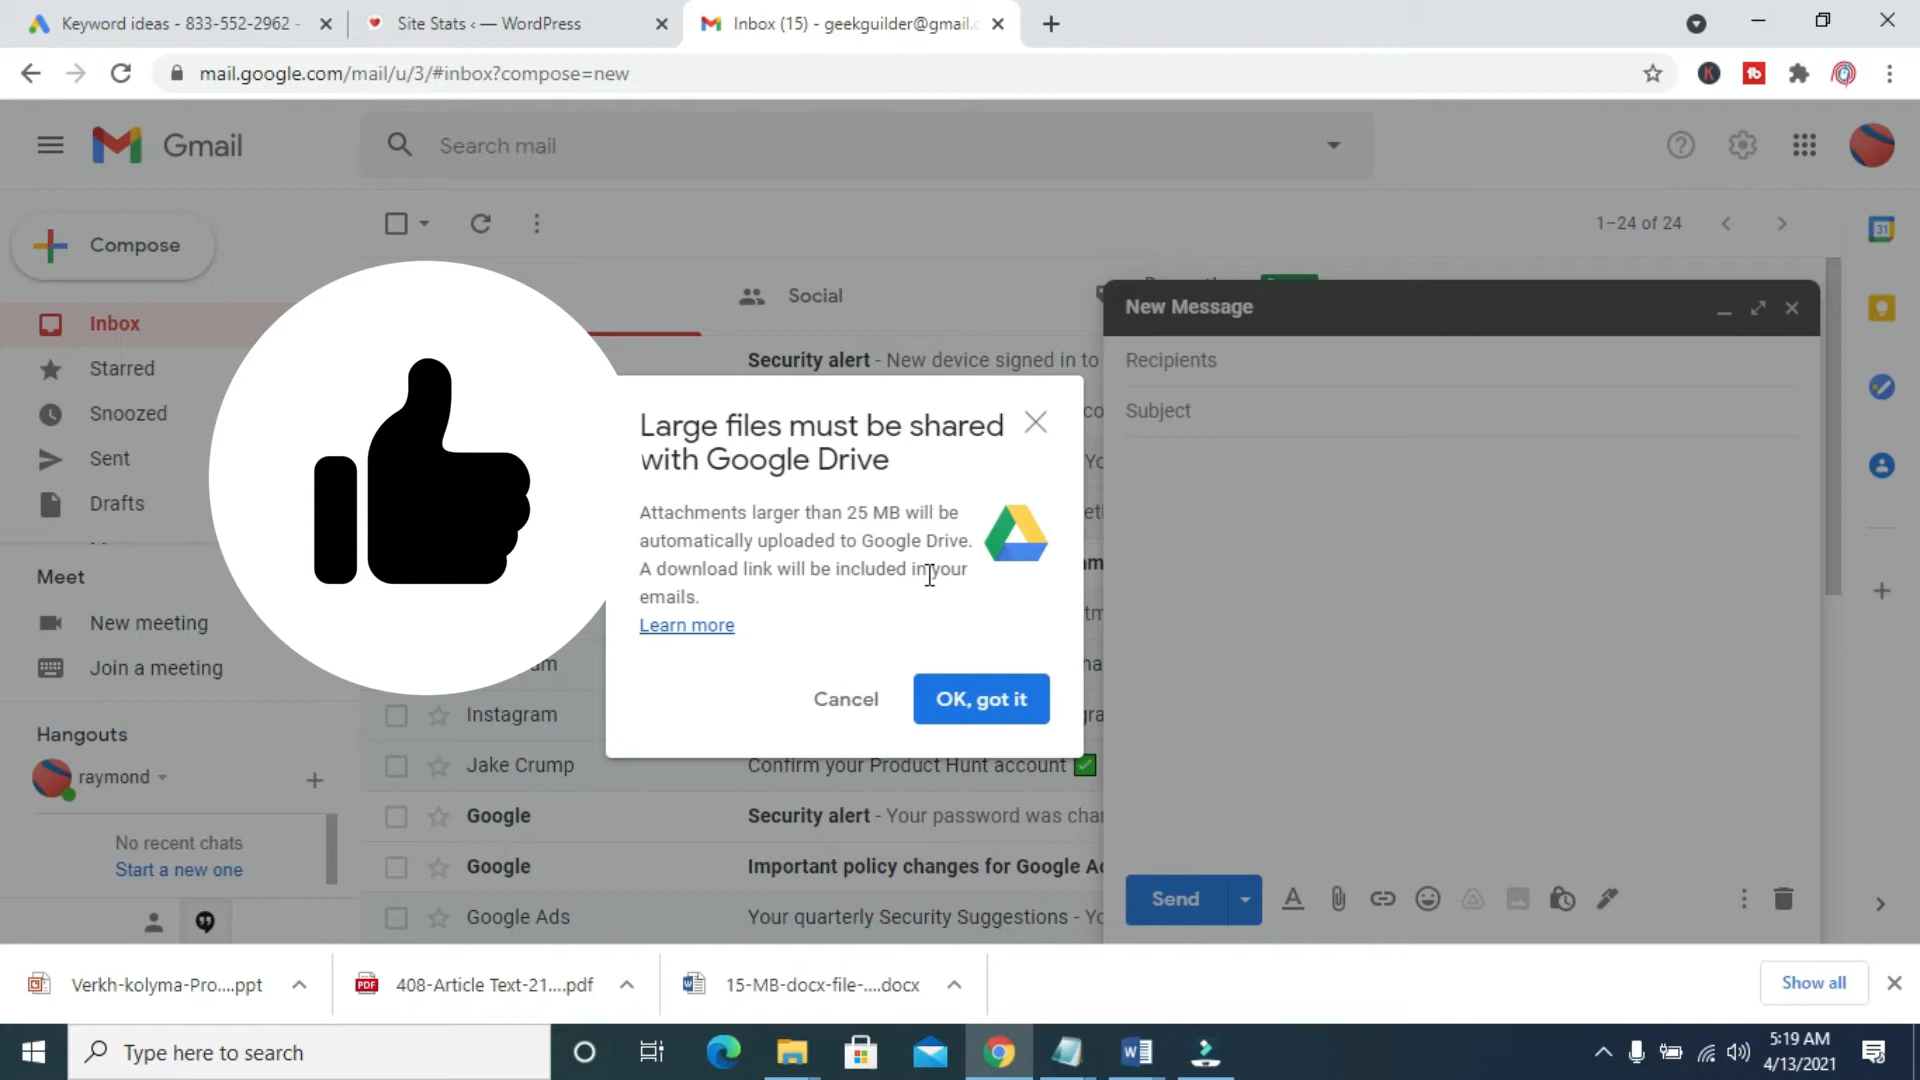 Keyword ideas - 833-552-2962 -
Site Stats ‹ — WordPress
Inbox (15) - geekguilder@gmail.c
mail.google.com/mail/u/3/#inbox?compose=new
Gmail
Search mail
Compose
1–24 of 24
31
Inbox
Social
New Message
Starred
Security alert - New device signed in to
Recipients
Snoozed
Subject
Large files must be shared
with Google Drive
Sent
Drafts
Attachments larger than 25 MB will be
automatically uploaded to Google Drive.
A download link will be included in your
emails.
Learn more
Meet
New meeting
Join a meeting
Cancel
OK, got it
Instagram
Hangouts
raymond
Jake Crump
Confirm your Product Hunt account
Google
Security alert - Your password was cha
No recent chats
Start a new one
Google
Important policy changes for Google A
Send
Google Ads
Your quarterly Security Suggestions - Yo
Verkh-kolyma-Pro....ppt
PDF
408-Article Text-21....pdf
15-MB-docx-file-....docx
Show all
Type here to search
5:19 AM
4/13/2021